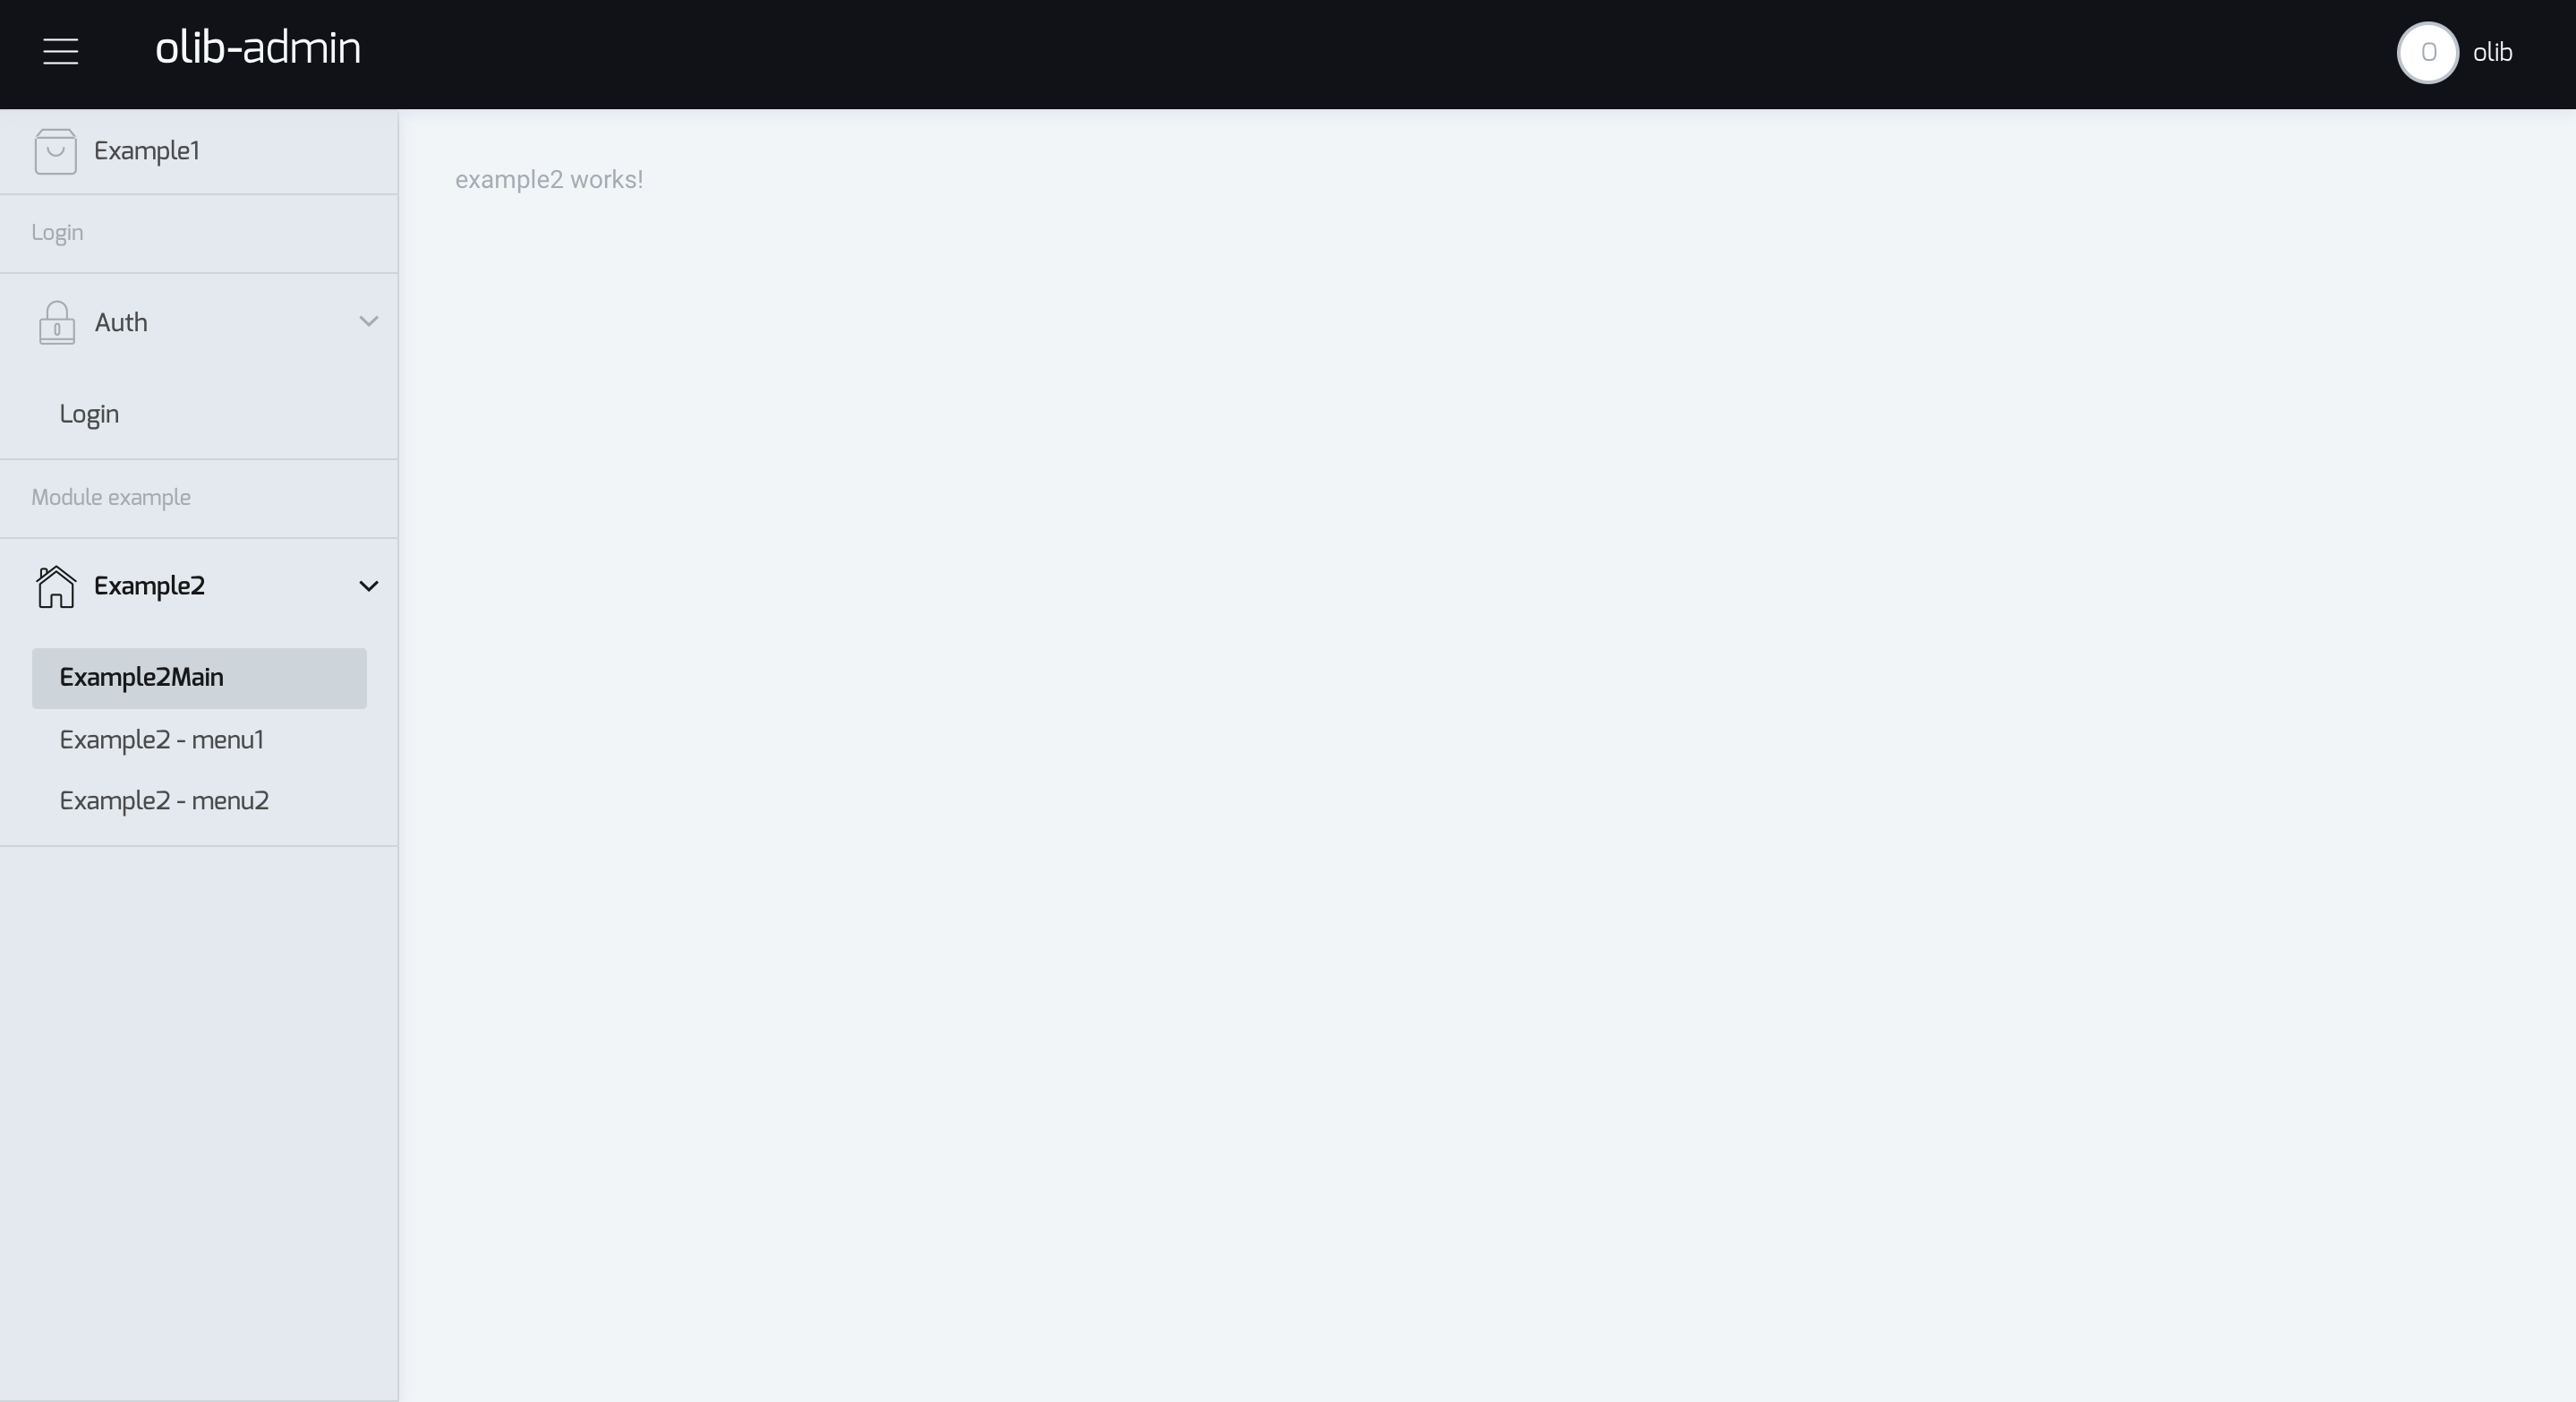 olib-admin
O olib
Example1
example2 works!
Login
Auth
Login
Module example
Example2
Example2Main
Example2 - menu1
Example2 - menu2